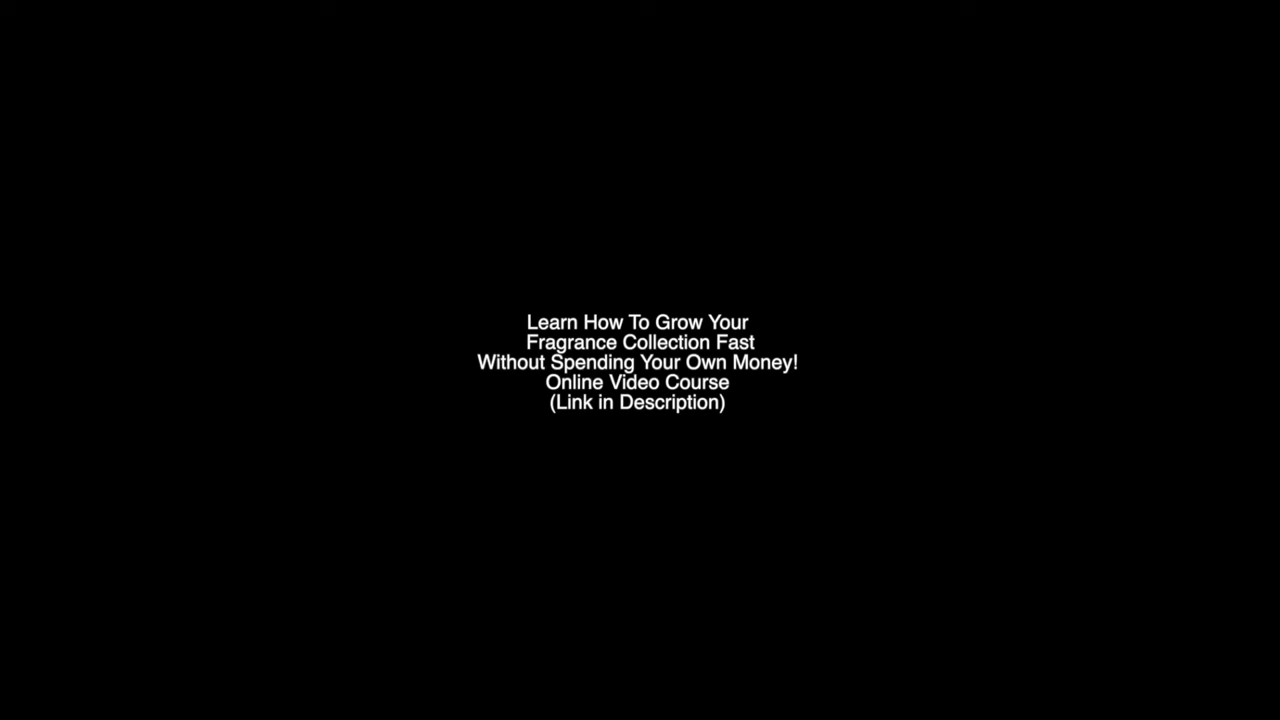 Learn How To Grow Your
Fragrance Collection Fast
Without Spending Your Own Money!
Online Video Course
(Link in Description)